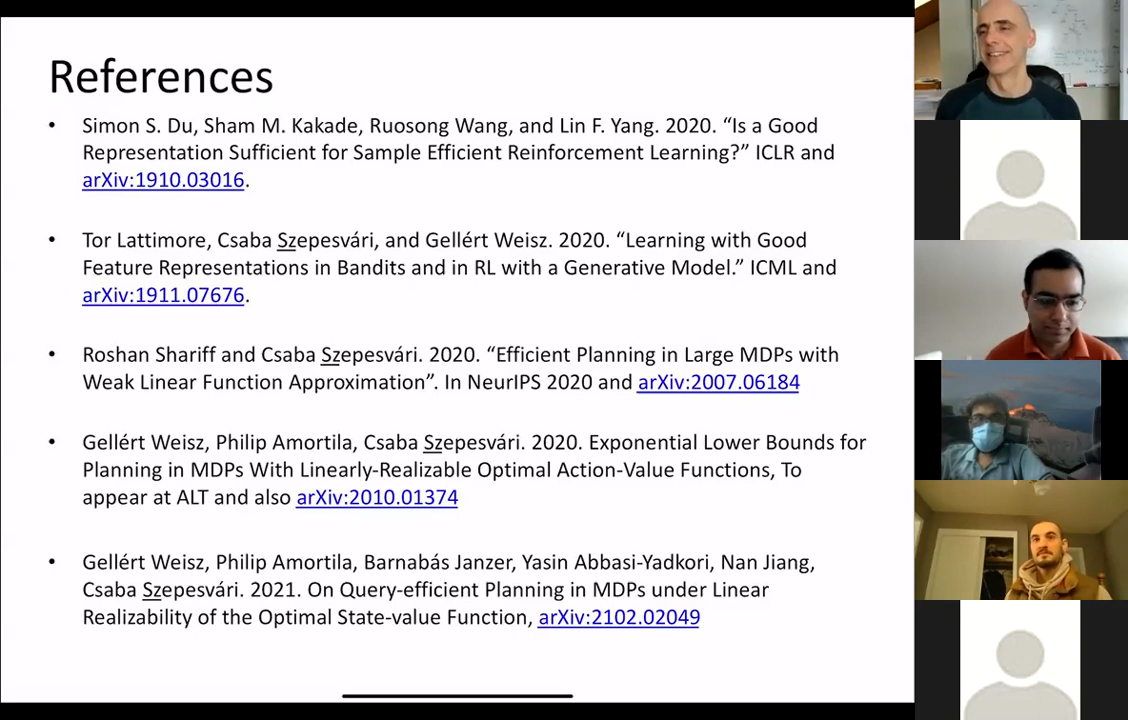 References
• Simon S. Du, Sham M. Kakade, Ruosong Wang, and Lin F. Yang. 2020. “Is a Good
Representation Sufficient for Sample Efficient Reinforcement Learning?” ICLR and
arXiv:1910.03016.
• Tor Lattimore, Csaba Szepesvári, and Gellért Weisz. 2020. “Learning with Good
Feature Representations in Bandits and in RL with a Generative Model.” ICML and
arXiv:1911.07676.
• Roshan Shariff and Csaba Szepesvári. 2020. “Efficient Planning in Large MDPs with
Weak Linear Function Approximation”. In NeurIPS 2020 and arXiv:2007.06184
• Gellért Weisz, Philip Amortila, Csaba Szepesvári. 2020. Exponential Lower Bounds for
Planning in MDPs With Linearly-Realizable Optimal Action-Value Functions, To
appear at ALT and also arXiv:2010.01374
• Gellért Weisz, Philip Amortila, Barnabás Janzer, Yasin Abbasi-Yadkori, Nan Jiang,
Csaba Szepesvári. 2021. On Query-efficient Planning in MDPs under Linear
Realizability of the Optimal State-value Function, arXiv:2102.02049